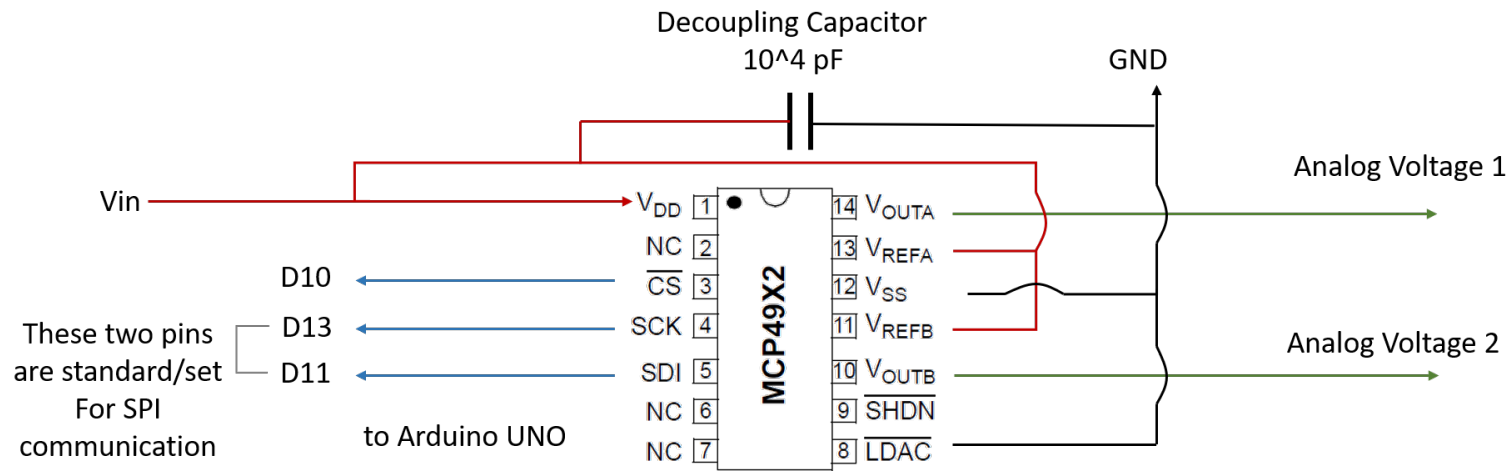 Decoupling Capacitor
10^4 pF
GND
Analog Voltage 1
Vin
VDD 1
14 VOUTA
NC 2
13 VREFA
D10
CS 3
12 VSS
These two pins
are standard/set
For SPI
communication
D13
SCK 4
11 VREFB
Analog Voltage 2
D11
SDI 5
10 VOUTB
NC 6
9 SHDN
to Arduino UNO
NC 7
8 LDAC
MCP49X2